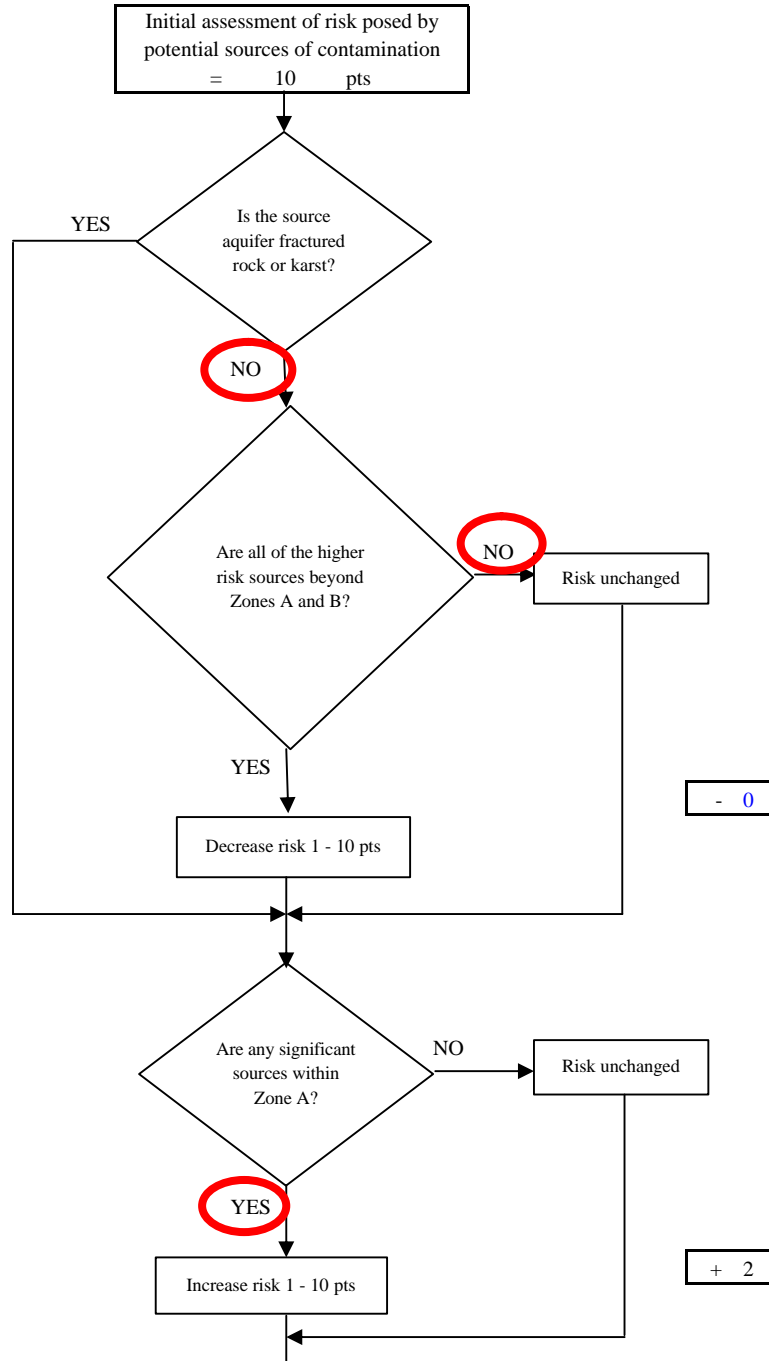 Initial assessment of risk posed by
potential sources of contamination
= 10 pts
YES
Is the source
aquifer fractured
rock or karst?
NO
Are all of the higher
risk sources beyond
Zones A and B?
NO
Risk unchanged
YES
- 0
Decrease risk 1 - 10 pts
Are any significant
sources within
Zone A?
NO
Risk unchanged
YES
+ 2
Increase risk 1 - 10 pts